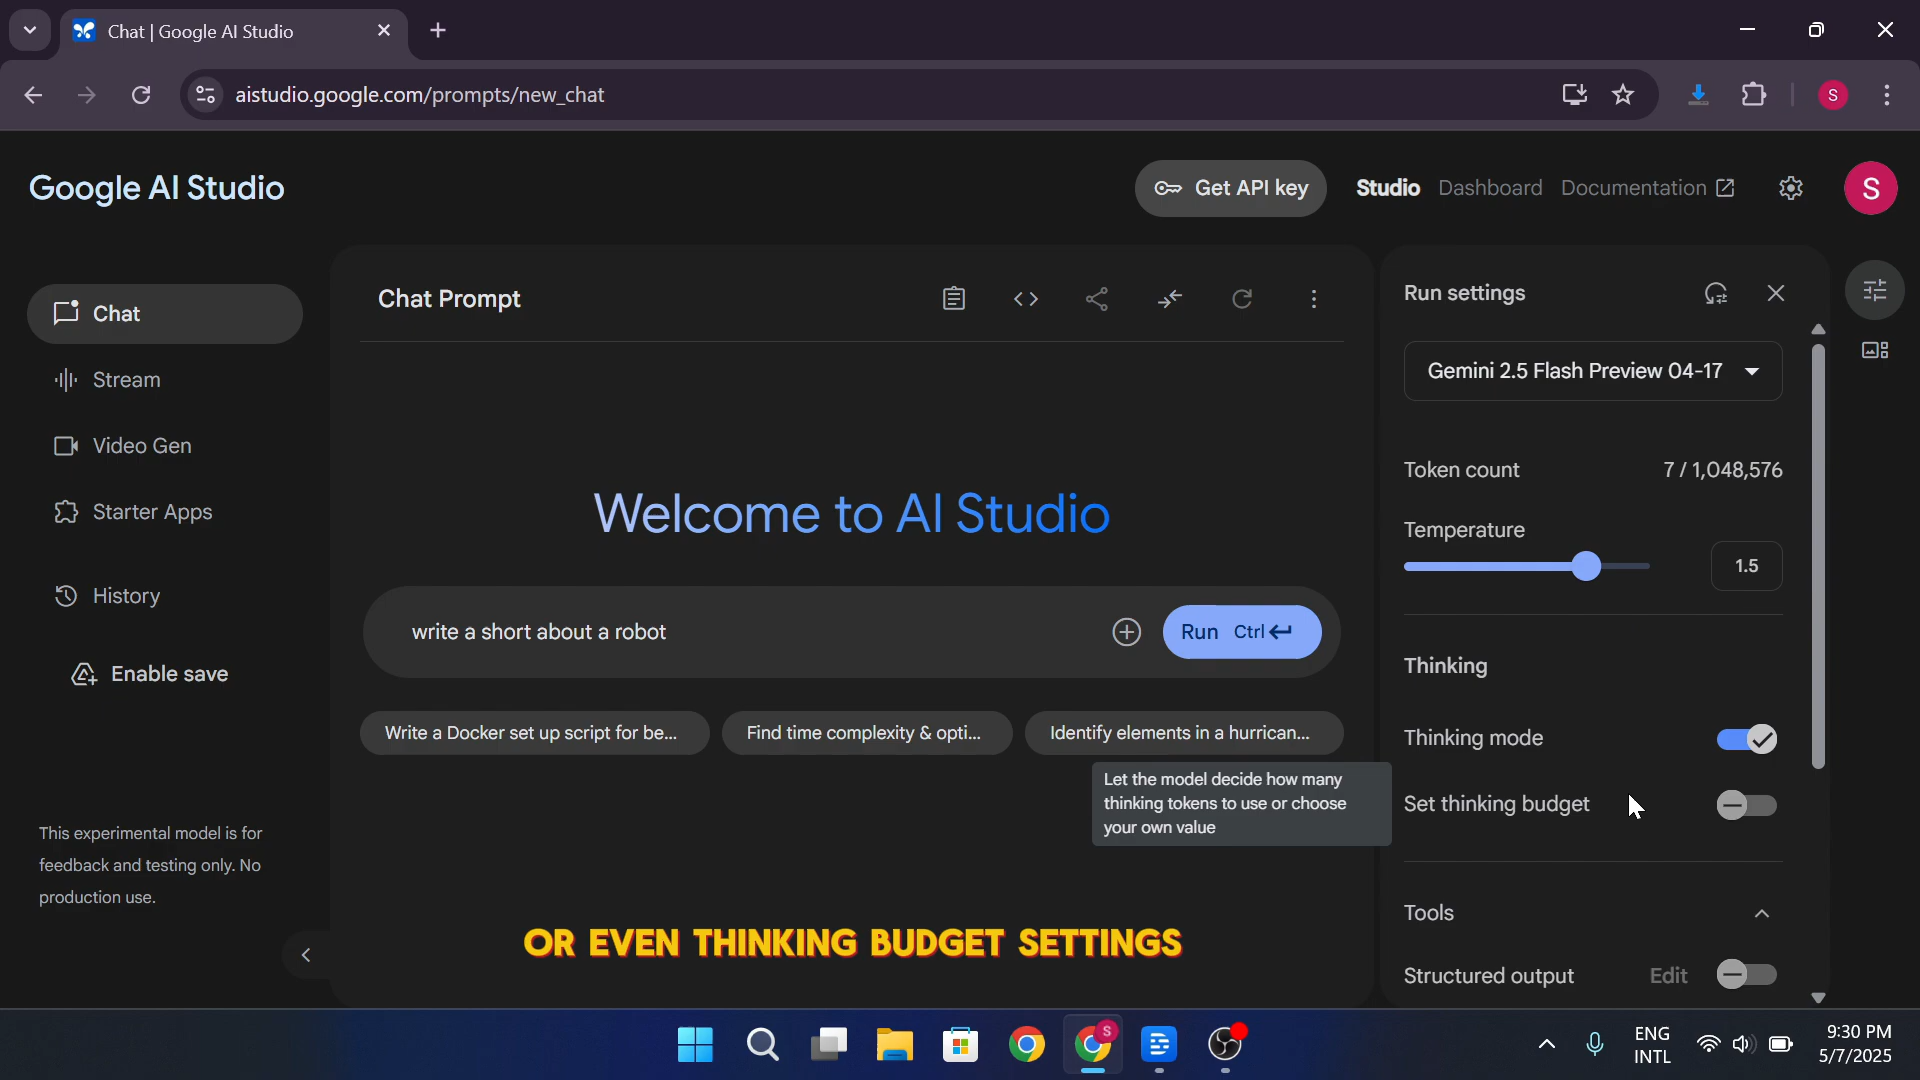 Chat | Google AI Studio
aistudio.google.com/prompts/new_chat
S
Google AI Studio
Get API key
Studio
Dashboard
Documentation
S
Chat
Stream
Video Gen
Starter Apps
History
Enable save
This experimental model is for
feedback and testing only. No
production use.
Chat Prompt
Welcome to AI Studio
write a short about a robot
Run Ctrl
Write a Docker set up script for be...
Find time complexity & opti...
Identify elements in a hurrican...
Let the model decide how many
thinking tokens to use or choose
your own value
OR EVEN THINKING BUDGET SETTINGS
Run settings
Gemini 2.5 Flash Preview 04-17
Token count 7 / 1,048,576
Temperature
1.5
Thinking
Thinking mode
Set thinking budget
Tools
Structured output Edit
S
ENG
INTL
9:30 PM
5/7/2025